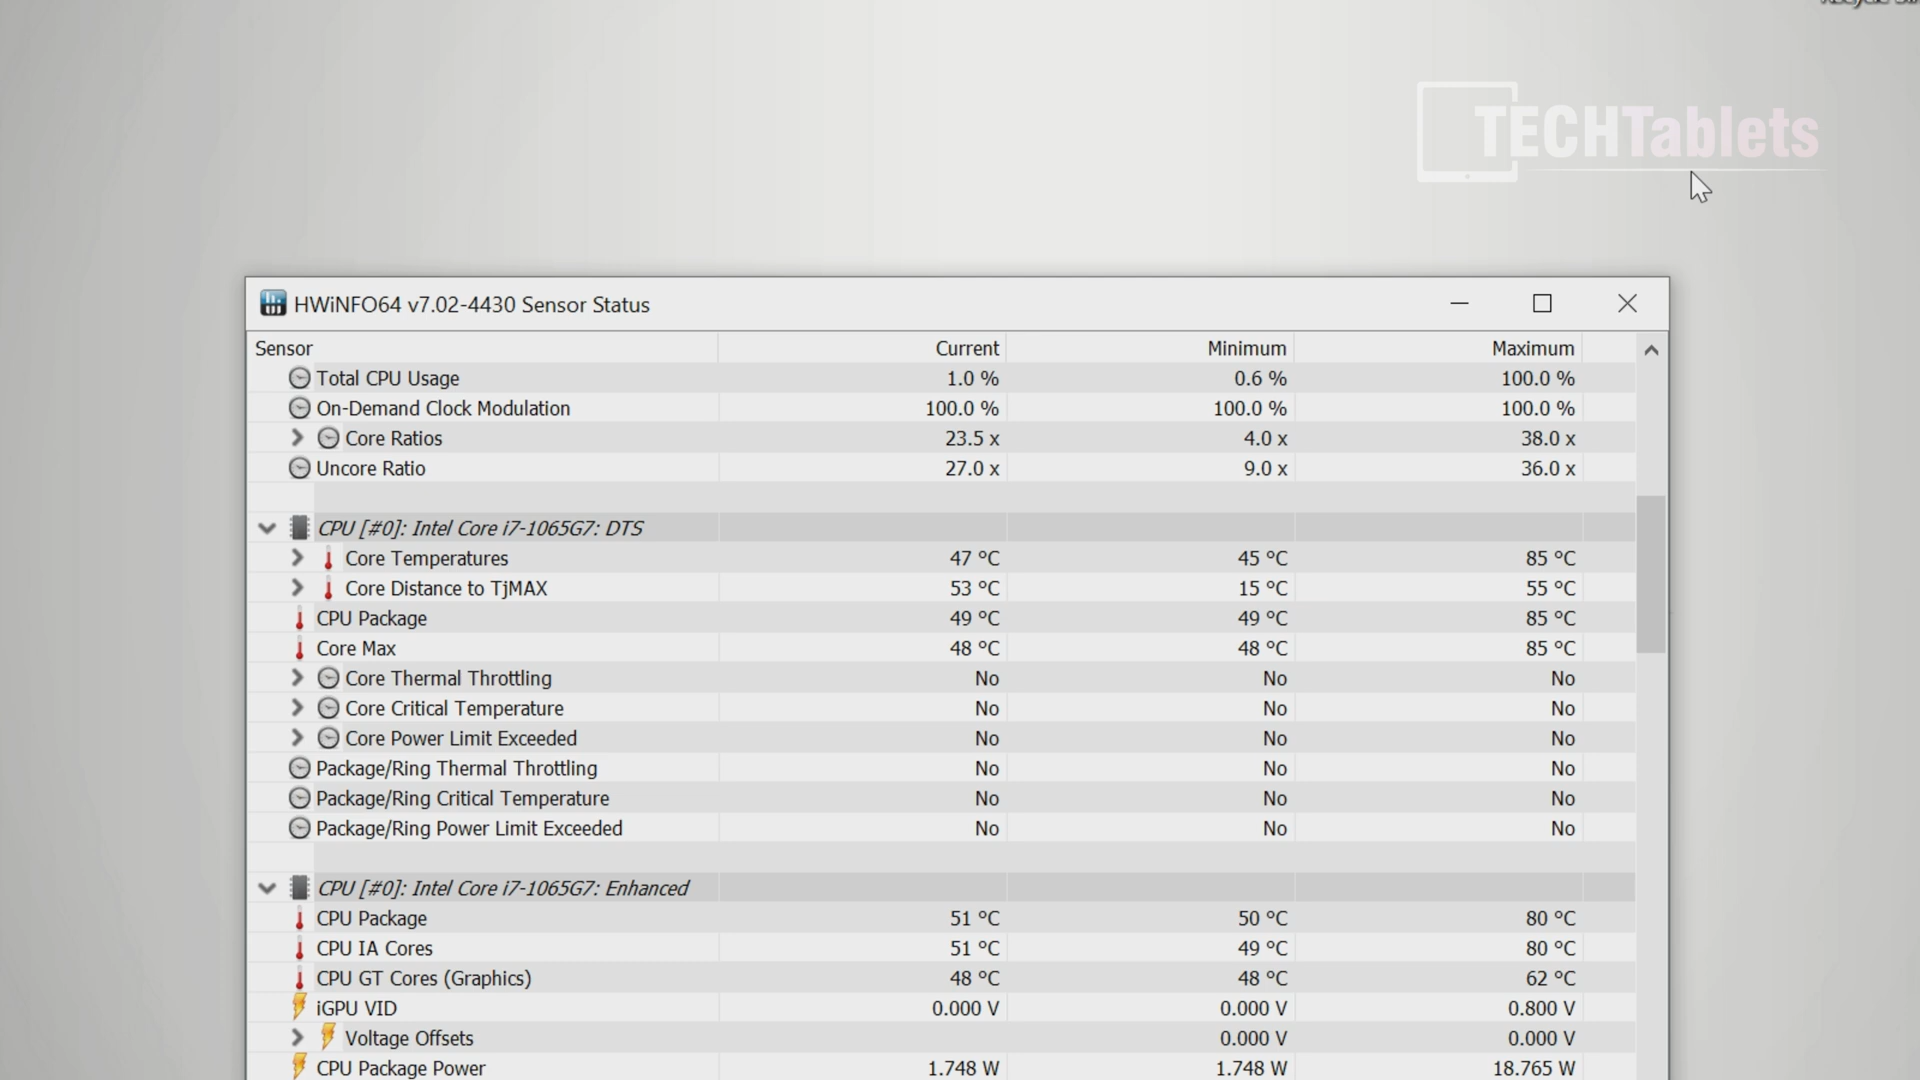 TECHTablets
HWiNFO64 v7.02-4430 Sensor Status
Sensor Current Minimum Maximum
Total CPU Usage 1.0 % 0.6 % 100.0 %
On-Demand Clock Modulation 100.0 % 100.0 % 100.0 %
Core Ratios 23.5 x 4.0 x 38.0 x
Uncore Ratio 27.0 x 9.0 x 36.0 x
CPU [#0]: Intel Core i7-1065G7: DTS
Core Temperatures 47 °C 45 °C 85 °C
Core Distance to TjMAX 53 °C 15 °C 55 °C
CPU Package 49 °C 49 °C 85 °C
Core Max 48 °C 48 °C 85 °C
Core Thermal Throttling No No No
Core Critical Temperature No No No
Core Power Limit Exceeded No No No
Package/Ring Thermal Throttling No No No
Package/Ring Critical Temperature No No No
Package/Ring Power Limit Exceeded No No No
CPU [#0]: Intel Core i7-1065G7: Enhanced
CPU Package 51 °C 50 °C 80 °C
CPU IA Cores 51 °C 49 °C 80 °C
CPU GT Cores (Graphics) 48 °C 48 °C 62 °C
iGPU VID 0.000 V 0.000 V 0.800 V
Voltage Offsets 0.000 V 0.000 V
CPU Package Power 1.748 W 1.748 W 18.765 W